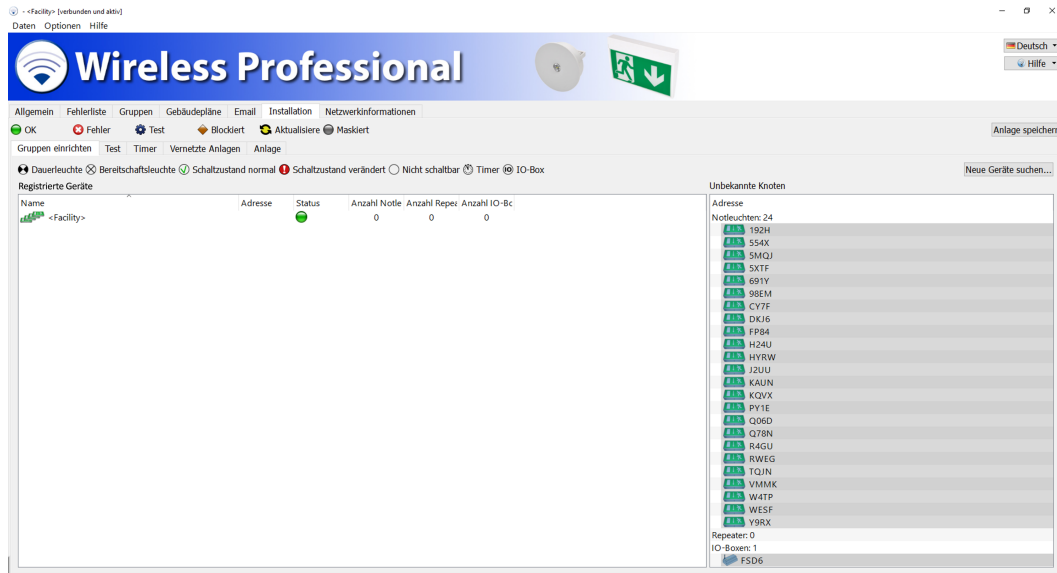 - <Facility> [verbunden und aktiv]
Daten Optionen Hilfe
Wireless Professional
Deutsch
Hilfe
Allgemein Fehlerliste Gruppen Gebäudepläne Email Installation Netzwerkinformationen
OK Fehler Test Blockiert Aktualisiere Maskiert
Anlage speichern
Gruppen einrichten Test Timer Vernetzte Anlagen Anlage
Dauerleuchte Bereitschaftsleuchte Schaltzustand normal Schaltzustand verändert Nicht schaltbar Timer IO-Box
Neue Geräte suchen...
Registrierte Geräte
Name Adresse Status Anzahl Notle Anzahl Repea Anzahl IO-Bo
<Facility> 0 0 0
Unbekannte Knoten
Adresse
Notleuchten: 24
192H
554X
5MQJ
5XTF
691Y
98EM
CY7F
DKJ6
FP84
H24U
HYRW
J2UU
KAUN
KQVX
PY1E
Q06D
Q78N
R4GU
RWEG
TQJN
VMMK
W4TP
WESF
Y9RX
Repeater: 0
IO-Boxen: 1
FSD6